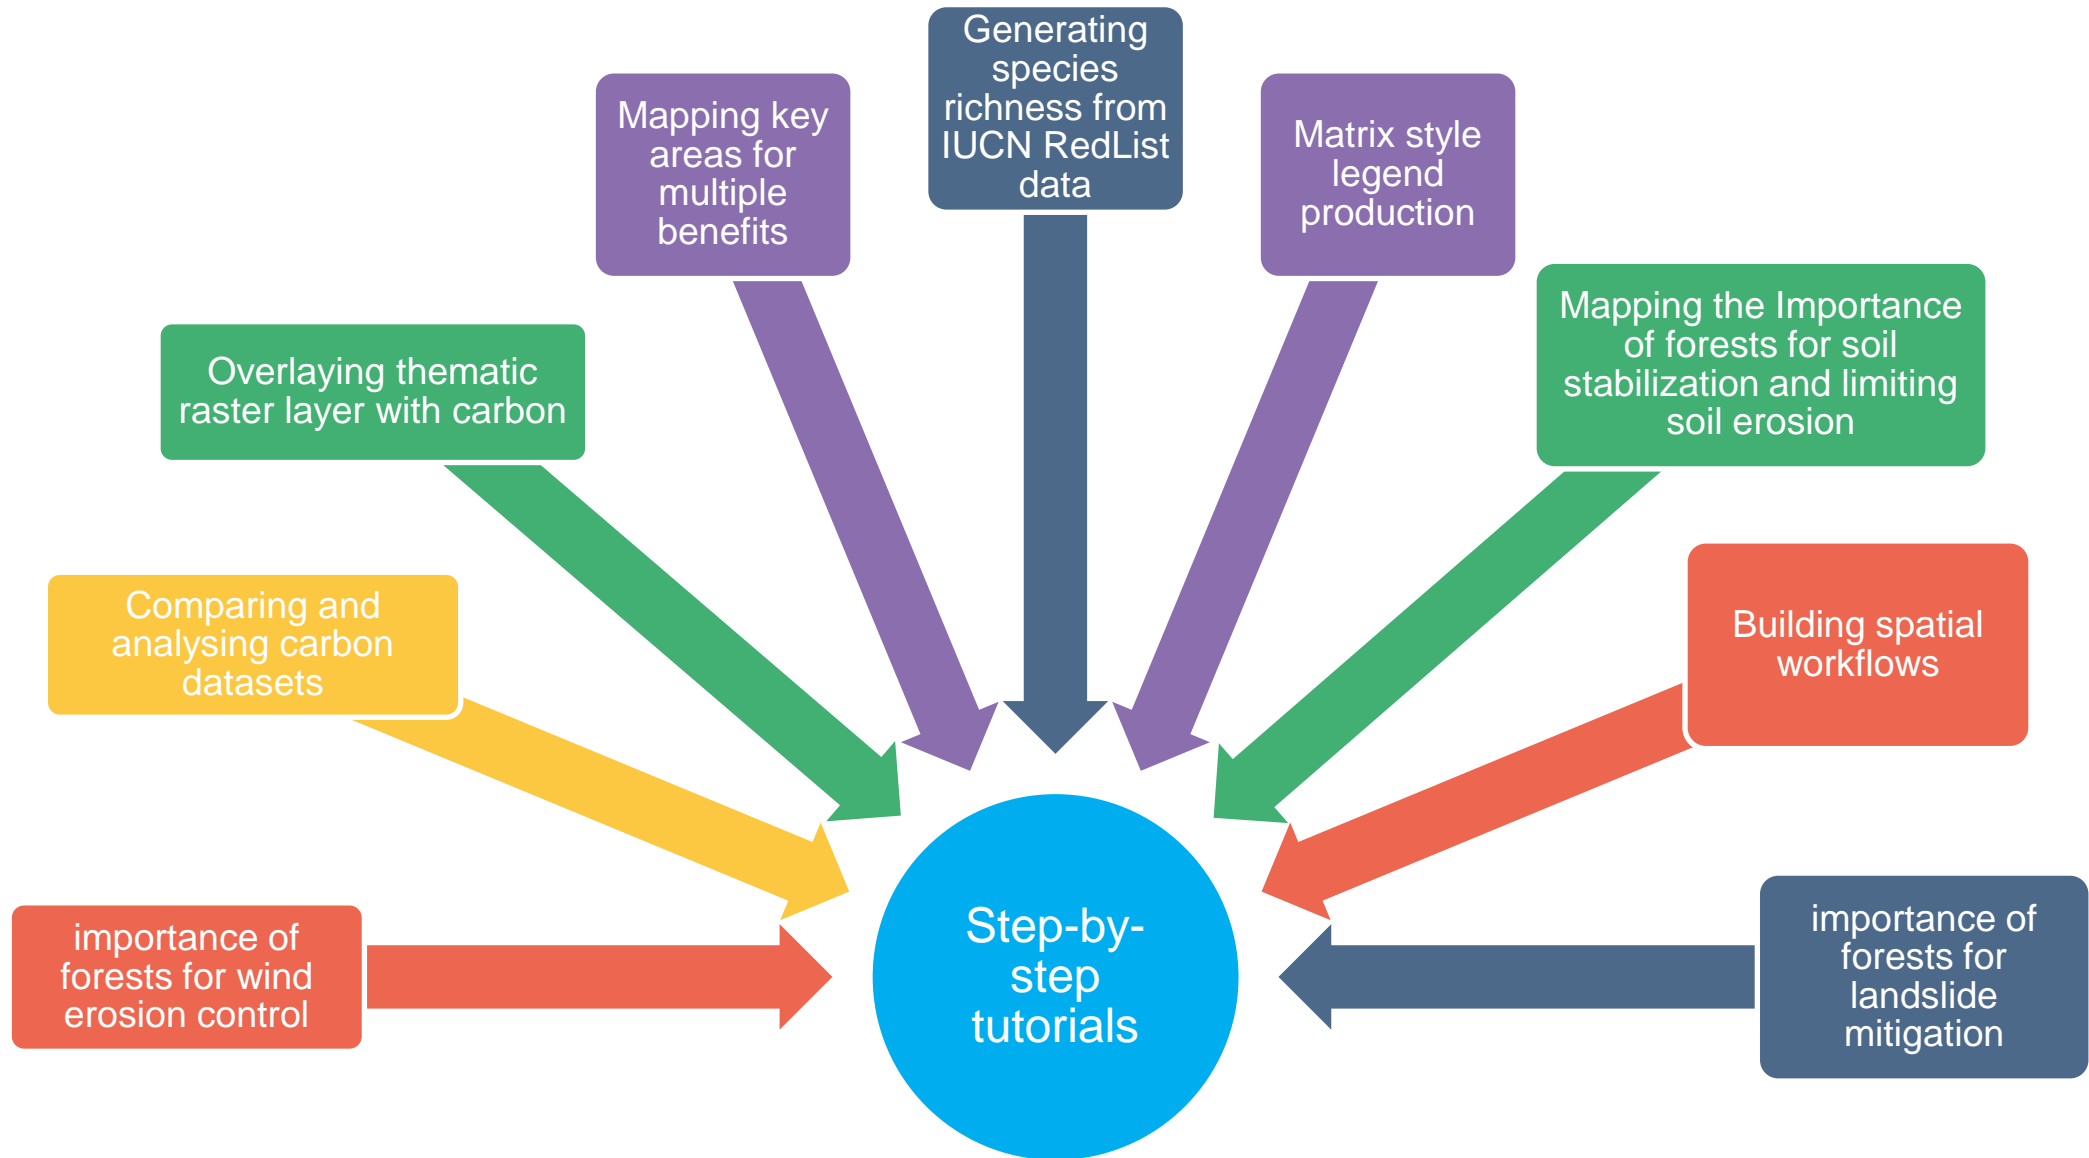 Generating
species
richness from
IUCN RedList
data
Mapping key
areas for
multiple
benefits
Matrix style
legend
production
Overlaying thematic
raster layer with carbon
Mapping the Importance
of forests for soil
stabilization and limiting
soil erosion
Comparing and
analysing carbon
datasets
Building spatial
workflows
importance of
forests for wind
erosion control
Step-by-
step
tutorials
importance of
forests for
landslide
mitigation